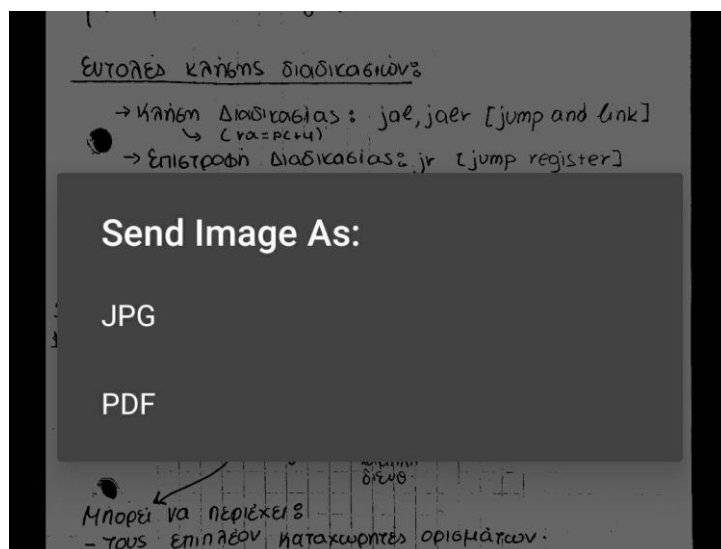 Εντολές κλήσης διαδικασιών:
→ Κλήση Διαδικασίας: jal, jalr [jump and link]
↳ (ra=pc+4)
→ Επιστροφή Διαδικασίας: jr [jump register]
Send Image As:
JPG
PDF
διευθ.
Μπορεί να περιέχει:
- τους επιπλέον καταχωρητές ορισμάτων.